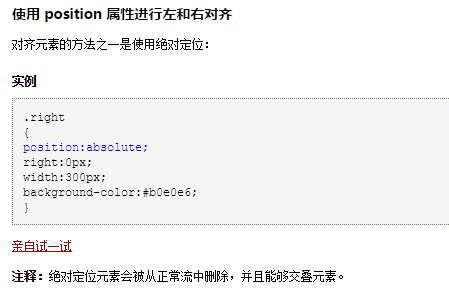 使用 position 属性进行左和右对齐
对齐元素的方法之一是使用绝对定位：
实例
.right
{
position:absolute;
right:0px;
width:300px;
background-color:#b0e0e6;
}
亲自试一试
注释：绝对定位元素会被从正常流中删除，并且能够交叠元素。